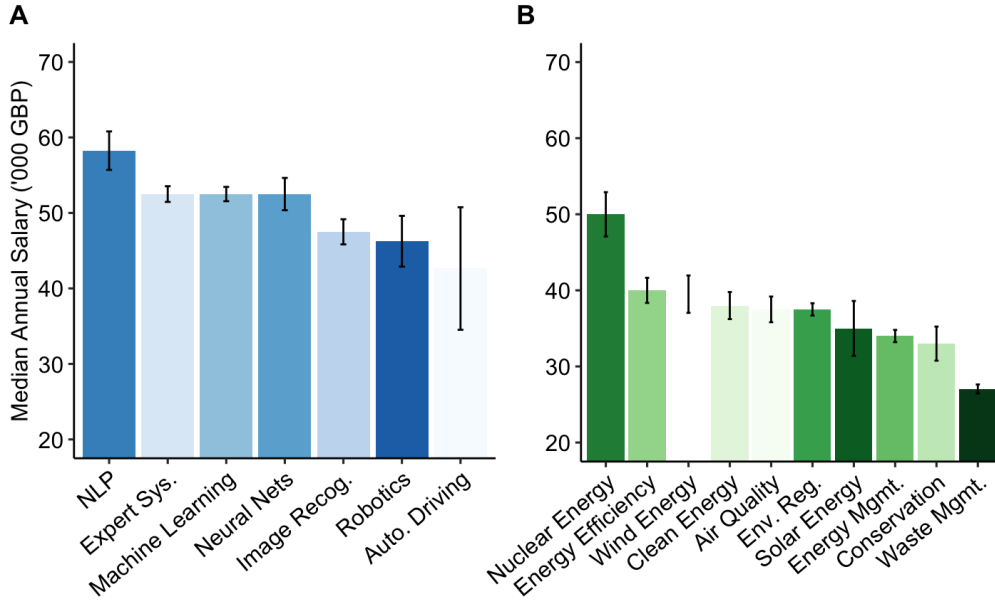 A
Median Annual Salary ('000 GBP)
70
60
50
40
30
20
NLP
Expert Sys.
Machine Learning
Neural Nets
Image Recog.
Robotics
Auto. Driving
B
70
60
50
40
30
20
Nuclear Energy
Energy Efficiency
Wind Energy
Clean Energy
Air Quality
Env. Reg.
Solar Energy
Energy Mgmt.
Conservation
Waste Mgmt.